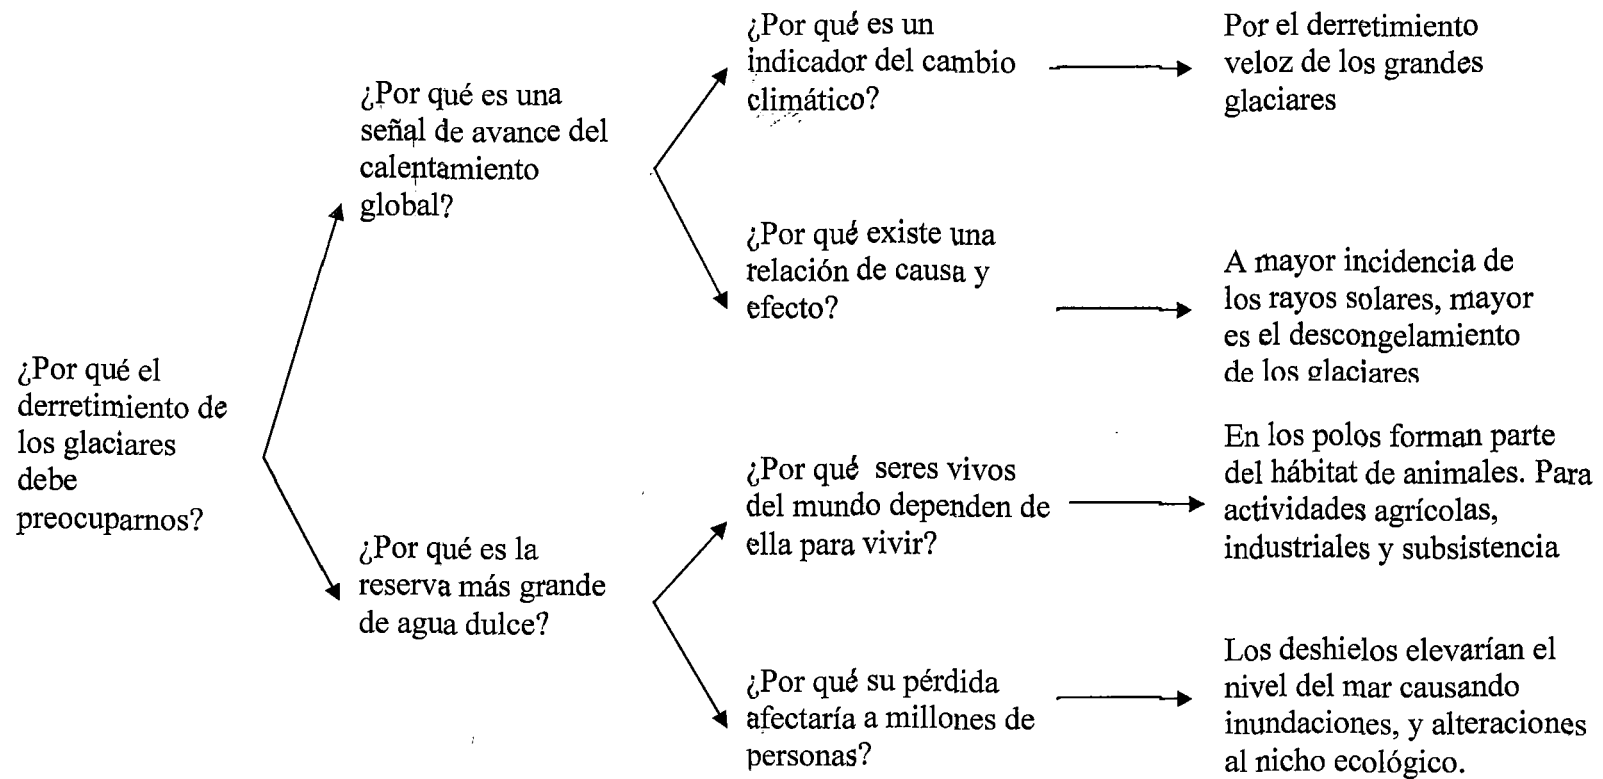 ¿Por qué el
derretimiento de
los glaciares
debe
preocuparnos?
¿Por qué es una
señal de avance del
calentamiento
global?
¿Por qué es la
reserva más grande
de agua dulce?
¿Por qué es un
indicador del cambio
climático?
¿Por qué existe una
relación de causa y
efecto?
¿Por qué seres vivos
del mundo dependen de
ella para vivir?
¿Por qué su pérdida
afectaría a millones de
personas?
Por el derretimiento
veloz de los grandes
glaciares
A mayor incidencia de
los rayos solares, mayor
es el descongelamiento
de los glaciares
En los polos forman parte
del hábitat de animales. Para
actividades agrícolas,
industriales y subsistencia
Los deshielos elevarían el
nivel del mar causando
inundaciones, y alteraciones
al nicho ecológico.